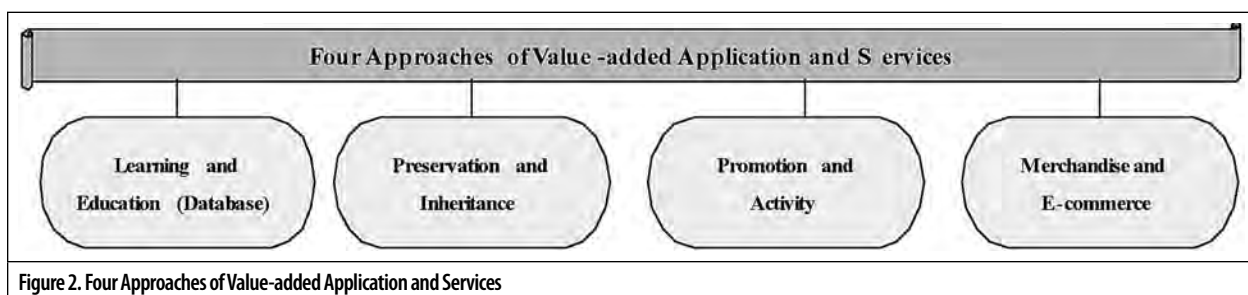 Four Approaches of Value -added Application and S ervices
Learning and
Education (Database)
Preservation and
Inheritance
Promotion and
Activity
Merchandise and
E-commerce
Figure 2. Four Approaches of Value-added Application and Services